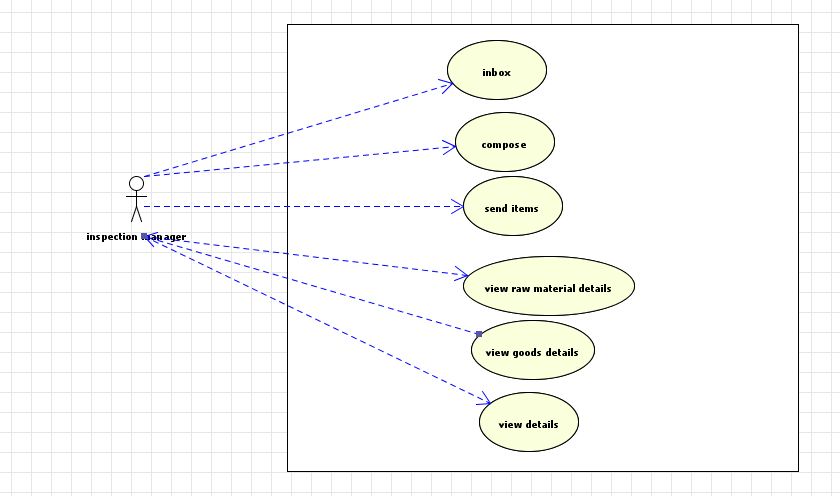 inbox
compose
send items
inspection manager
view raw material details
view goods details
view details